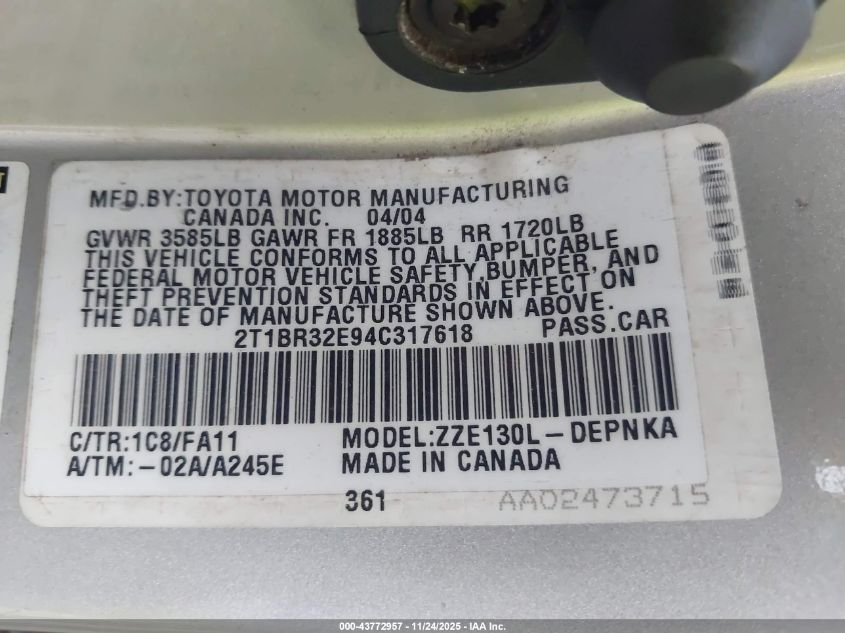 MFD.BY:TOYOTA MOTOR MANUFACTURING
CANADA INC. 04/04
GVWR 3585LB GAWR FR 1885LB RR 1720LB
THIS VEHICLE CONFORMS TO ALL APPLICABLE
FEDERAL MOTOR VEHICLE SAFETY,BUMPER, AND
THEFT PREVENTION STANDARDS IN EFFECT ON
THE DATE OF MANUFACTURE SHOWN ABOVE.
2T1BR32E94C317618 PASS.CAR
C/TR:1C8/FA11 MODEL:ZZE130L-DEPNKA
A/TM:-02A/A245E MADE IN CANADA
361 AA02473715
000-43772957 - 11/24/2025 - IAA Inc.